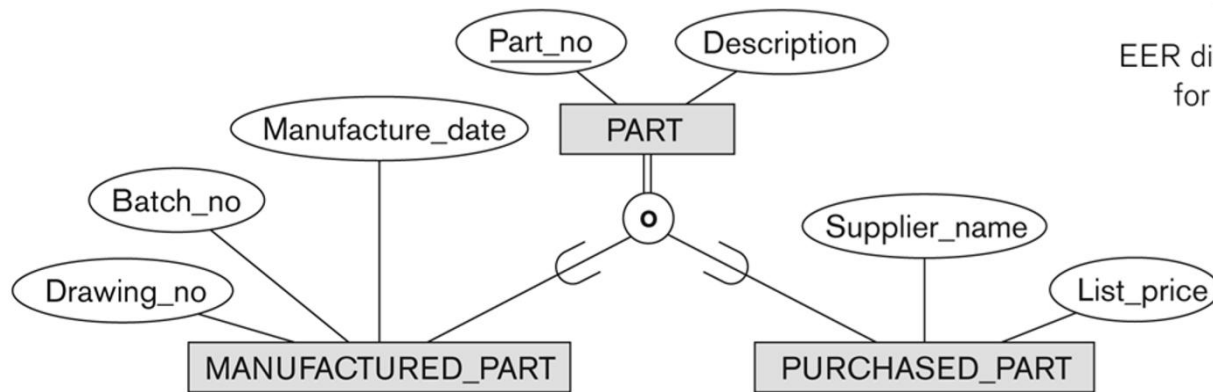 Part_no
Description
EER di
for
PART
Manufacture_date
Batch_no
o
Supplier_name
Drawing_no
List_price
MANUFACTURED_PART
PURCHASED_PART